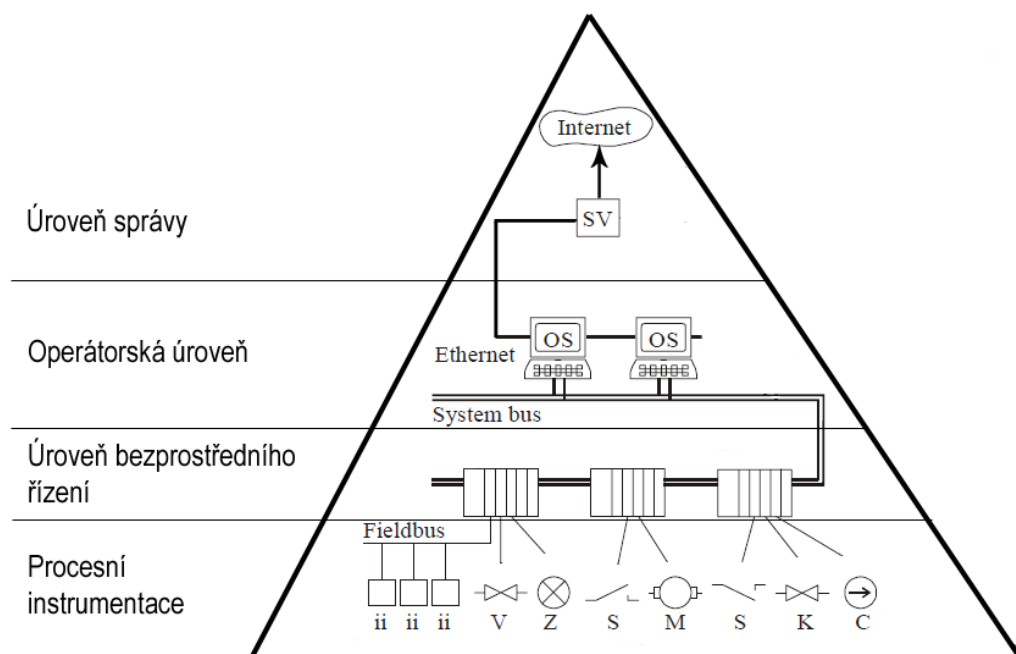 Internet
Úroveň správy
SV
Operátorská úroveň
OS
OS
Ethernet
System bus
Úroveň bezprostředního
řízení
Fieldbus
Procesní
instrumentace
ii ii ii V Z S M S K C